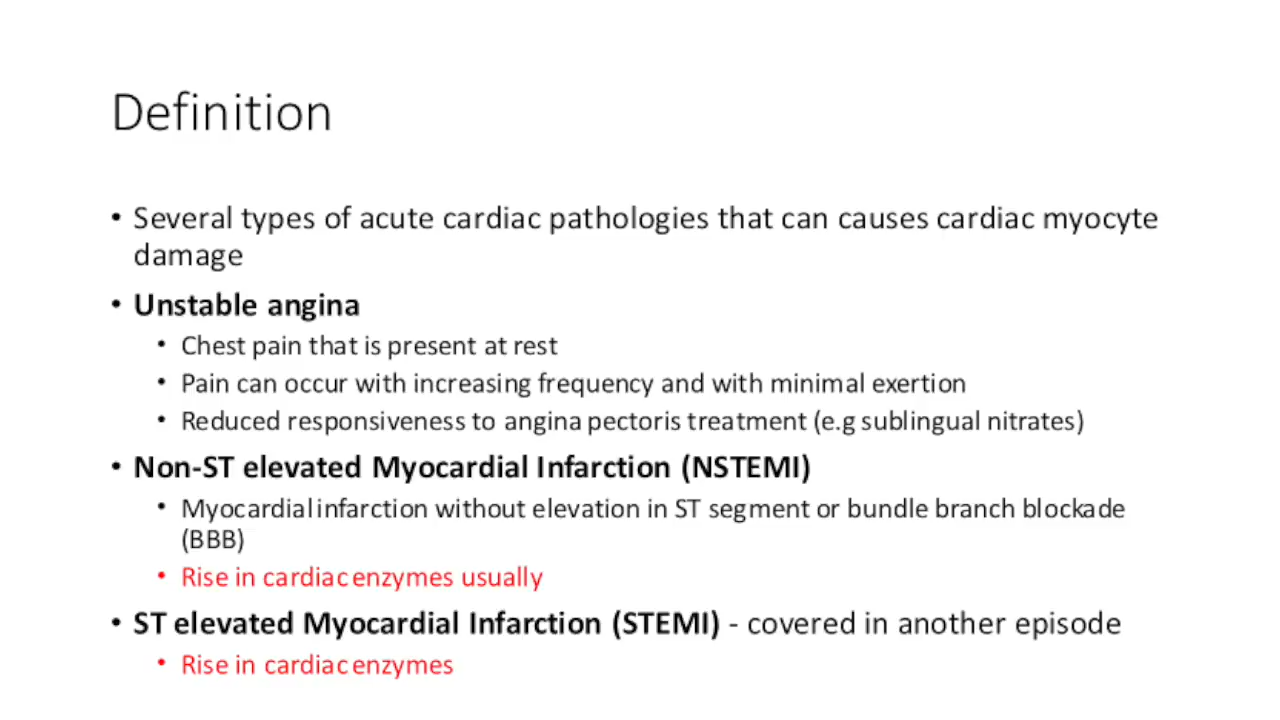 Definition
• Several types of acute cardiac pathologies that can causes cardiac myocyte
damage
• Unstable angina
• Chest pain that is present at rest
• Pain can occur with increasing frequency and with minimal exertion
• Reduced responsiveness to angina pectoris treatment (e.g sublingual nitrates)
• Non-ST elevated Myocardial Infarction (NSTEMI)
• Myocardial infarction without elevation in ST segment or bundle branch blockade
(BBB)
• Rise in cardiac enzymes usually
• ST elevated Myocardial Infarction (STEMI) - covered in another episode
• Rise in cardiac enzymes